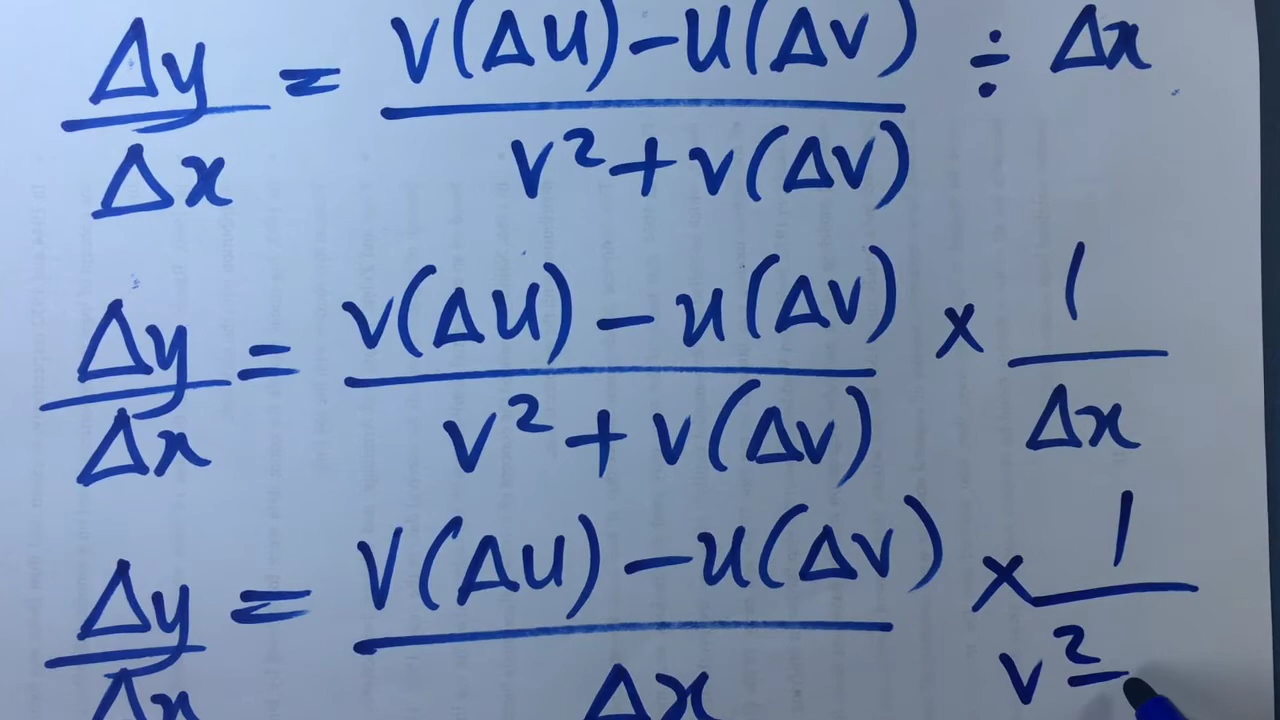 Δy/Δx = (V(ΔU) - U(ΔV))/(V² + V(ΔV)) ÷ Δx
Δy/Δx = (V(ΔU) - U(ΔV))/(V² + V(ΔV)) × 1/Δx
Δy/Δx = (V(ΔU) - U(ΔV))/Δx × 1/V²